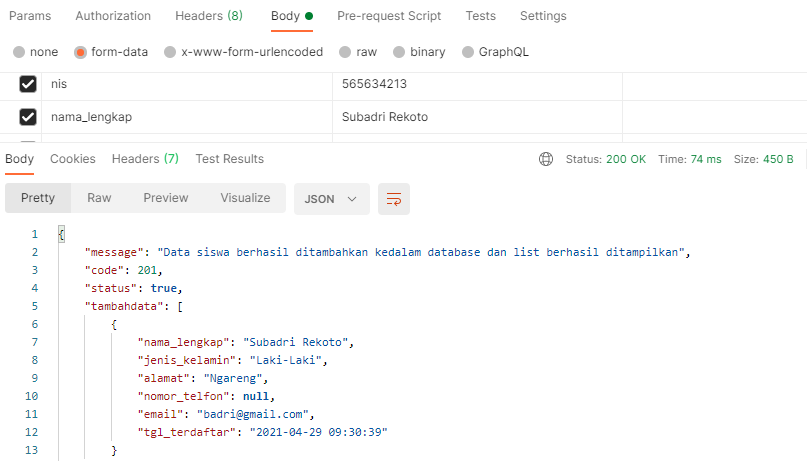 Params Authorization Headers (8) Body Pre-request Script Tests Settings
none form-data x-www-form-urlencoded raw binary GraphQL
nis 565634213
nama_lengkap Subadri Rekoto
Body Cookies Headers (7) Test Results Status: 200 OK Time: 74 ms Size: 450 B
Pretty Raw Preview Visualize JSON
1 {
2 "message": "Data siswa berhasil ditambahkan kedalam database dan list berhasil ditampilkan",
3 "code": 201,
4 "status": true,
5 "tambahdata": [
6 {
7 "nama_lengkap": "Subadri Rekoto",
8 "jenis_kelamin": "Laki-Laki",
9 "alamat": "Ngareng",
10 "nomor_telfon": null,
11 "email": "badri@gmail.com",
12 "tgl_terdaftar": "2021-04-29 09:30:39"
13 }